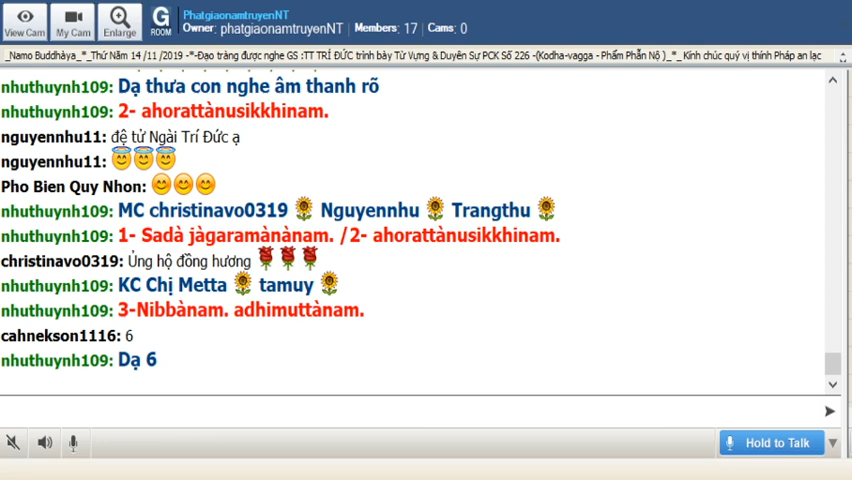 PhatgiaonamtruyenNT
Owner: phatgiaonamtruyenNT | Members: 17 | Cams: 0
View Cam
My Cam
Enlarge
G
ROOM
_Namo Buddhàya_*_Thứ Năm 14 /11 /2019 -*-Đạo tràng được nghe GS :TT TRÍ ĐỨC trình bày Từ Vựng & Duyên Sự PCK Số 226 -(Kodha-vagga - Phẩm Phẫn Nộ )_*_ Kính chúc quý vị thính Pháp an lạc
nhuthuynh109: Dạ thưa con nghe âm thanh rõ
nhuthuynh109: 2- ahorattànusikkhinam.
nguyennhu11: đệ tử Ngài Trí Đức ạ
nguyennhu11: 😇😇😇
Pho Bien Quy Nhon: 😊😊😊
nhuthuynh109: MC christinavo0319 🌻 Nguyennhu 🌻 Trangthu 🌻
nhuthuynh109: 1- Sadà jàgaramànànam. /2- ahorattànusikkhinam.
christinavo0319: Ủng hộ đồng hương 🌹🌹🌹
nhuthuynh109: KC Chị Metta 🌻 tamuy 🌻
nhuthuynh109: 3-Nibbànam. adhimuttànam.
cahnekson1116: 6
nhuthuynh109: Dạ 6
Hold to Talk